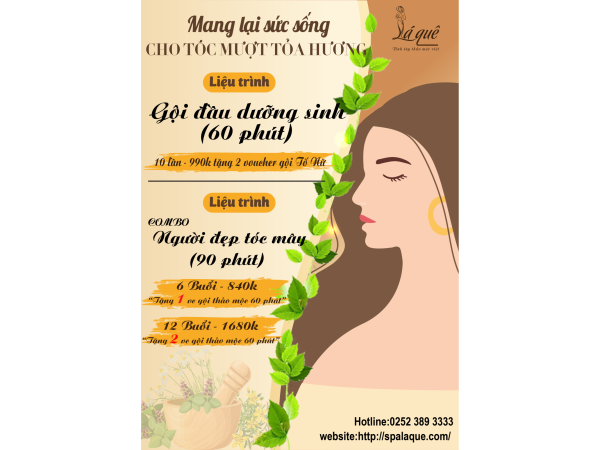 Mang lại sức sống
CHO TÓC MƯỢT TỎA HƯƠNG
Lá quê
Liệu trình
Gội đầu dưỡng sinh
(60 phút)
10 lần - 990k tặng 2 voucher gội Tố Nữ
Liệu trình
COMBO
Người đẹp tóc mây
(90 phút)
6 Buổi - 840k
“Tặng 1 ve gội thảo mộc 60 phút”
12 Buổi - 1680k
“Tặng 2 ve gội thảo mộc 60 phút”
Hotline:0252 389 3333
website:http://spalaque.com/